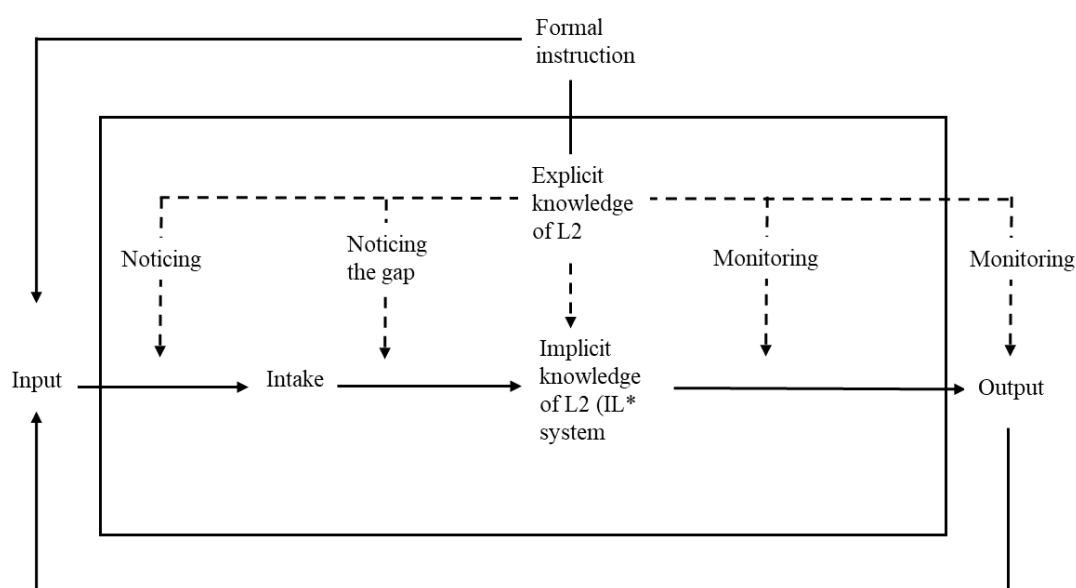 Formal
instruction
Explicit
knowledge
of L2
Noticing
Noticing
the gap
Monitoring
Monitoring
Input
Intake
Implicit
knowledge
of L2 (IL*
system
Output